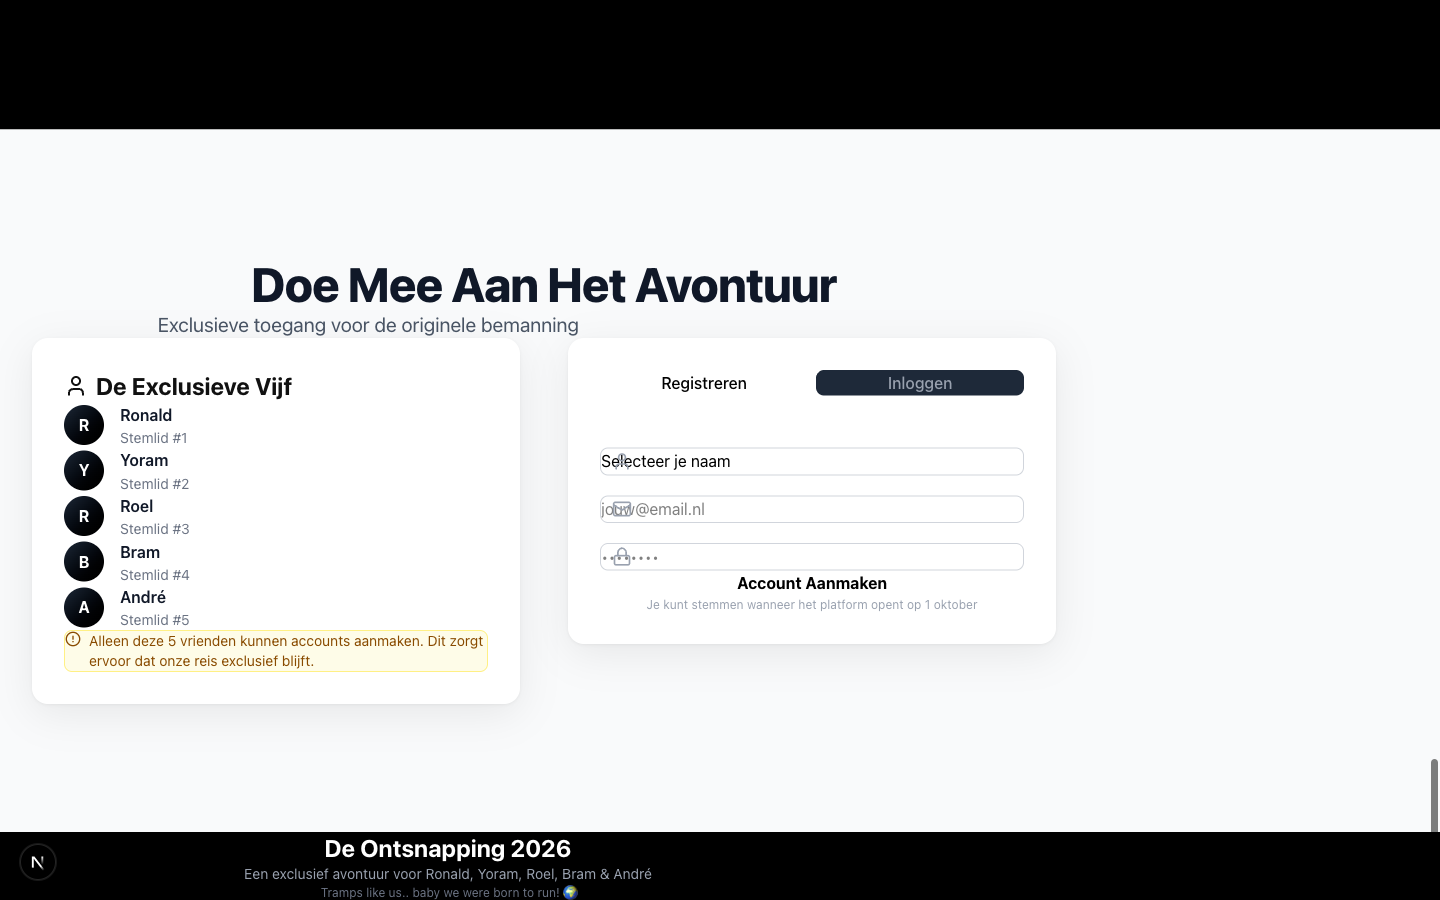 Doe Mee Aan Het Avontuur
Exclusieve toegang voor de originele bemanning
De Exclusieve Vijf
R
Ronald
Stemlid #1
Y
Yoram
Stemlid #2
R
Roel
Stemlid #3
B
Bram
Stemlid #4
A
André
Stemlid #5
Alleen deze 5 vrienden kunnen accounts aanmaken. Dit zorgt
ervoor dat onze reis exclusief blijft.
Registreren
Inloggen
Selecteer je naam
jouw@email.nl
Account Aanmaken
Je kunt stemmen wanneer het platform opent op 1 oktober
N
De Ontsnapping 2026
Een exclusief avontuur voor Ronald, Yoram, Roel, Bram & André
Tramps like us.. baby we were born to run! 🌍